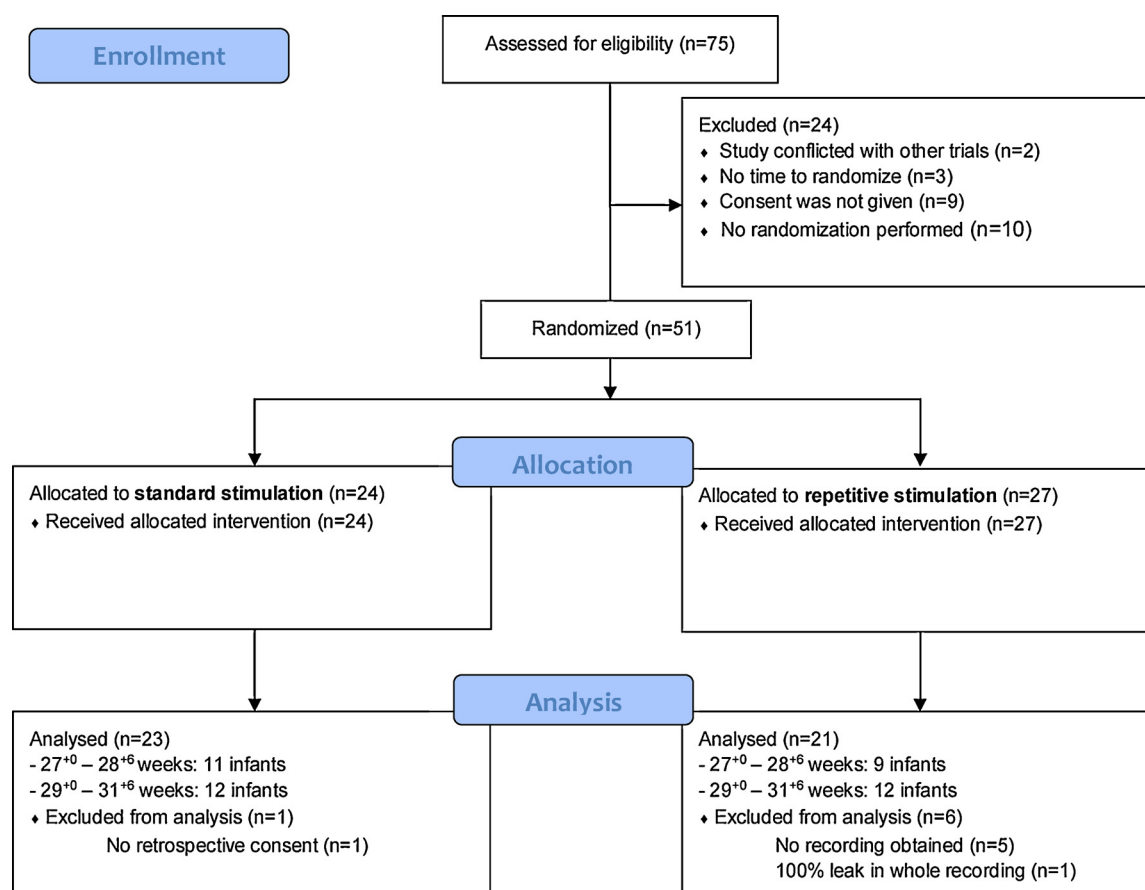 Enrollment
Assessed for eligibility (n=75)
Excluded (n=24)
♦ Study conflicted with other trials (n=2)
♦ No time to randomize (n=3)
♦ Consent was not given (n=9)
♦ No randomization performed (n=10)
Randomized (n=51)
Allocation
Allocated to standard stimulation (n=24)
♦ Received allocated intervention (n=24)
Allocated to repetitive stimulation (n=27)
♦ Received allocated intervention (n=27)
Analysis
Analysed (n=23)
- 27⁺⁰ – 28⁺⁶ weeks: 11 infants
- 29⁺⁰ – 31⁺⁶ weeks: 12 infants
♦ Excluded from analysis (n=1)
No retrospective consent (n=1)
Analysed (n=21)
- 27⁺⁰ – 28⁺⁶ weeks: 9 infants
- 29⁺⁰ – 31⁺⁶ weeks: 12 infants
♦ Excluded from analysis (n=6)
No recording obtained (n=5)
100% leak in whole recording (n=1)